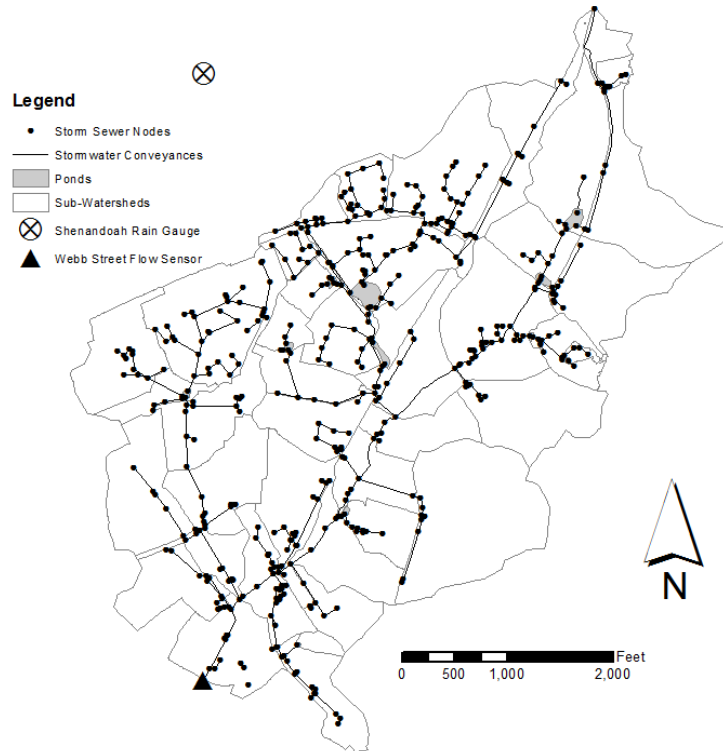 Legend
Storm Sewer Nodes
Stormwater Conveyances
Ponds
Sub-Watersheds
Shenandoah Rain Gauge
Webb Street Flow Sensor
N
Feet
0 500 1,000 2,000